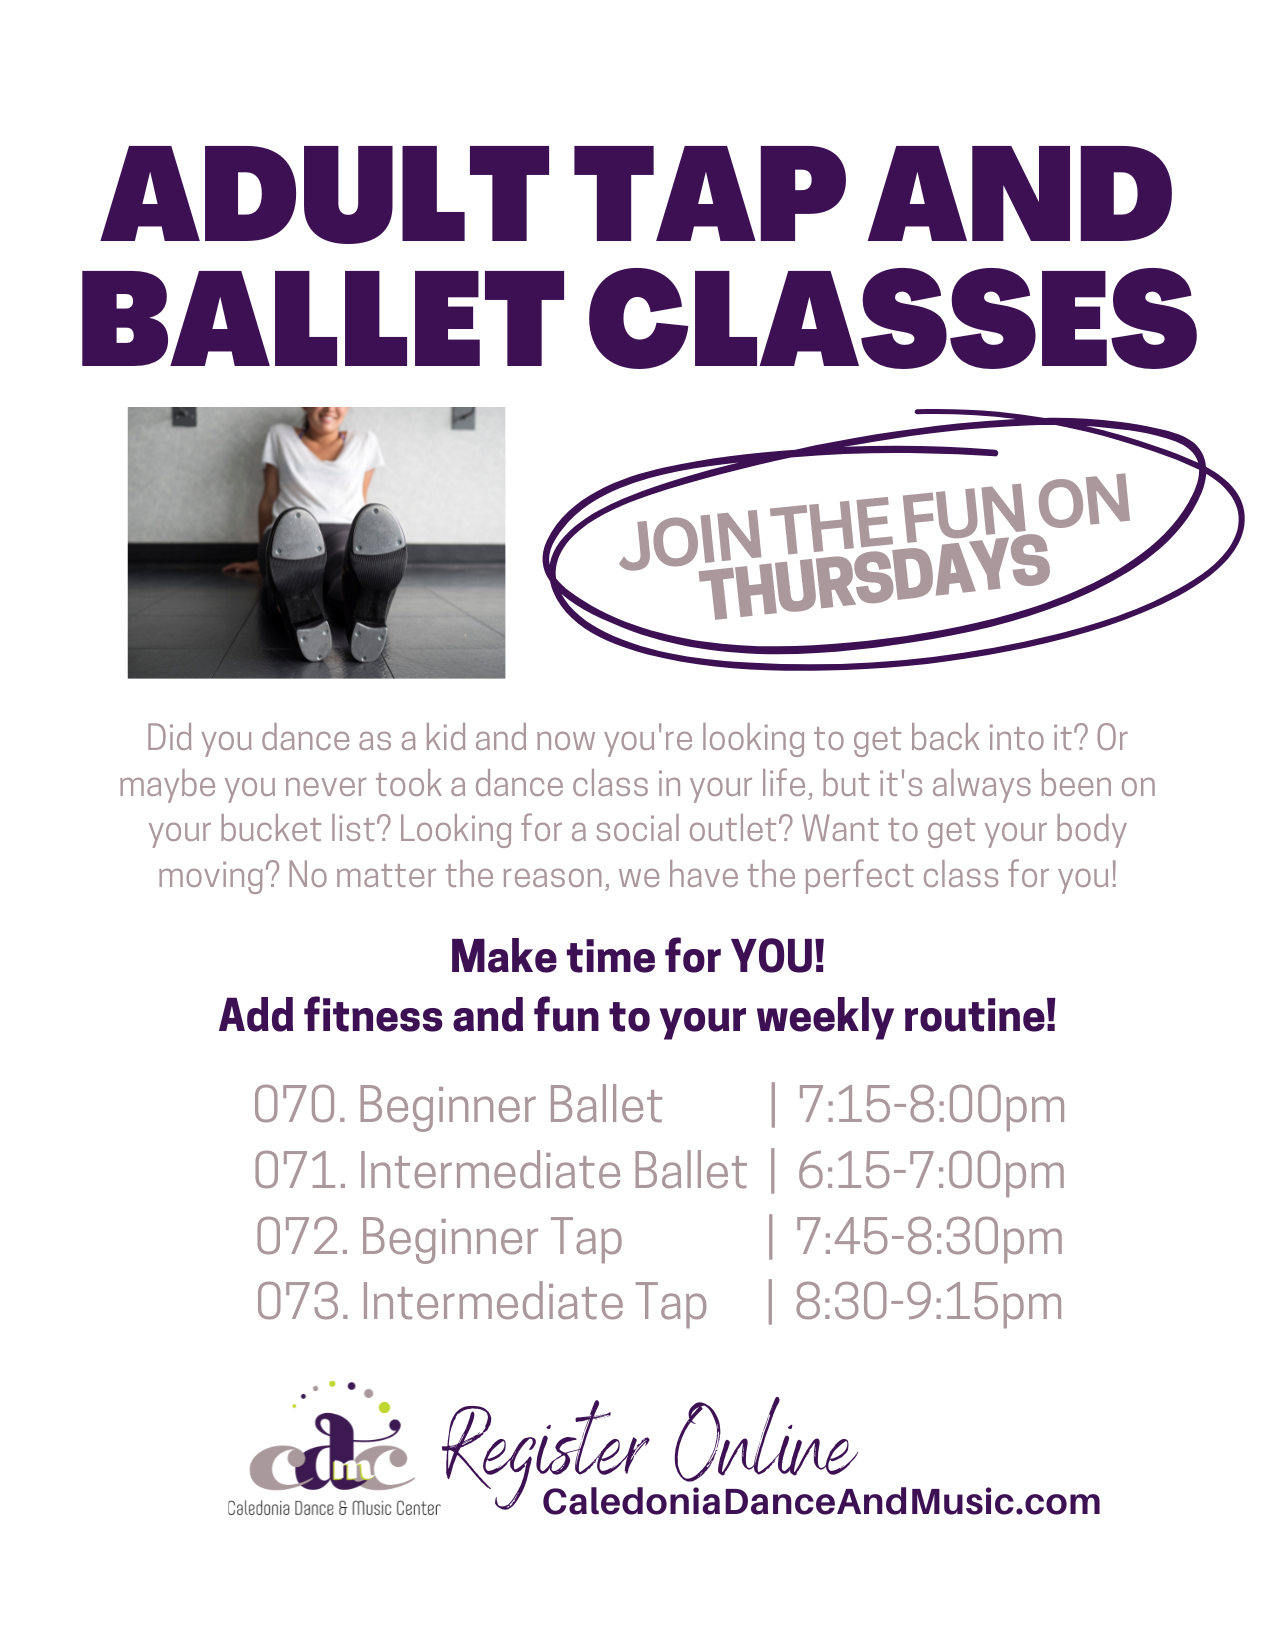 ADULT TAP AND
BALLET CLASSES
JOIN THE FUN ON
THURSDAYS
Did you dance as a kid and now you're looking to get back into it? Or
maybe you never took a dance class in your life, but it's always been on
your bucket list? Looking for a social outlet? Want to get your body
moving? No matter the reason, we have the perfect class for you!
Make time for YOU!
Add fitness and fun to your weekly routine!
070. Beginner Ballet | 7:15-8:00pm
071. Intermediate Ballet | 6:15-7:00pm
072. Beginner Tap | 7:45-8:30pm
073. Intermediate Tap | 8:30-9:15pm
cdmc
Caledonia Dance & Music Center
Register Online
CaledoniaDanceAndMusic.com